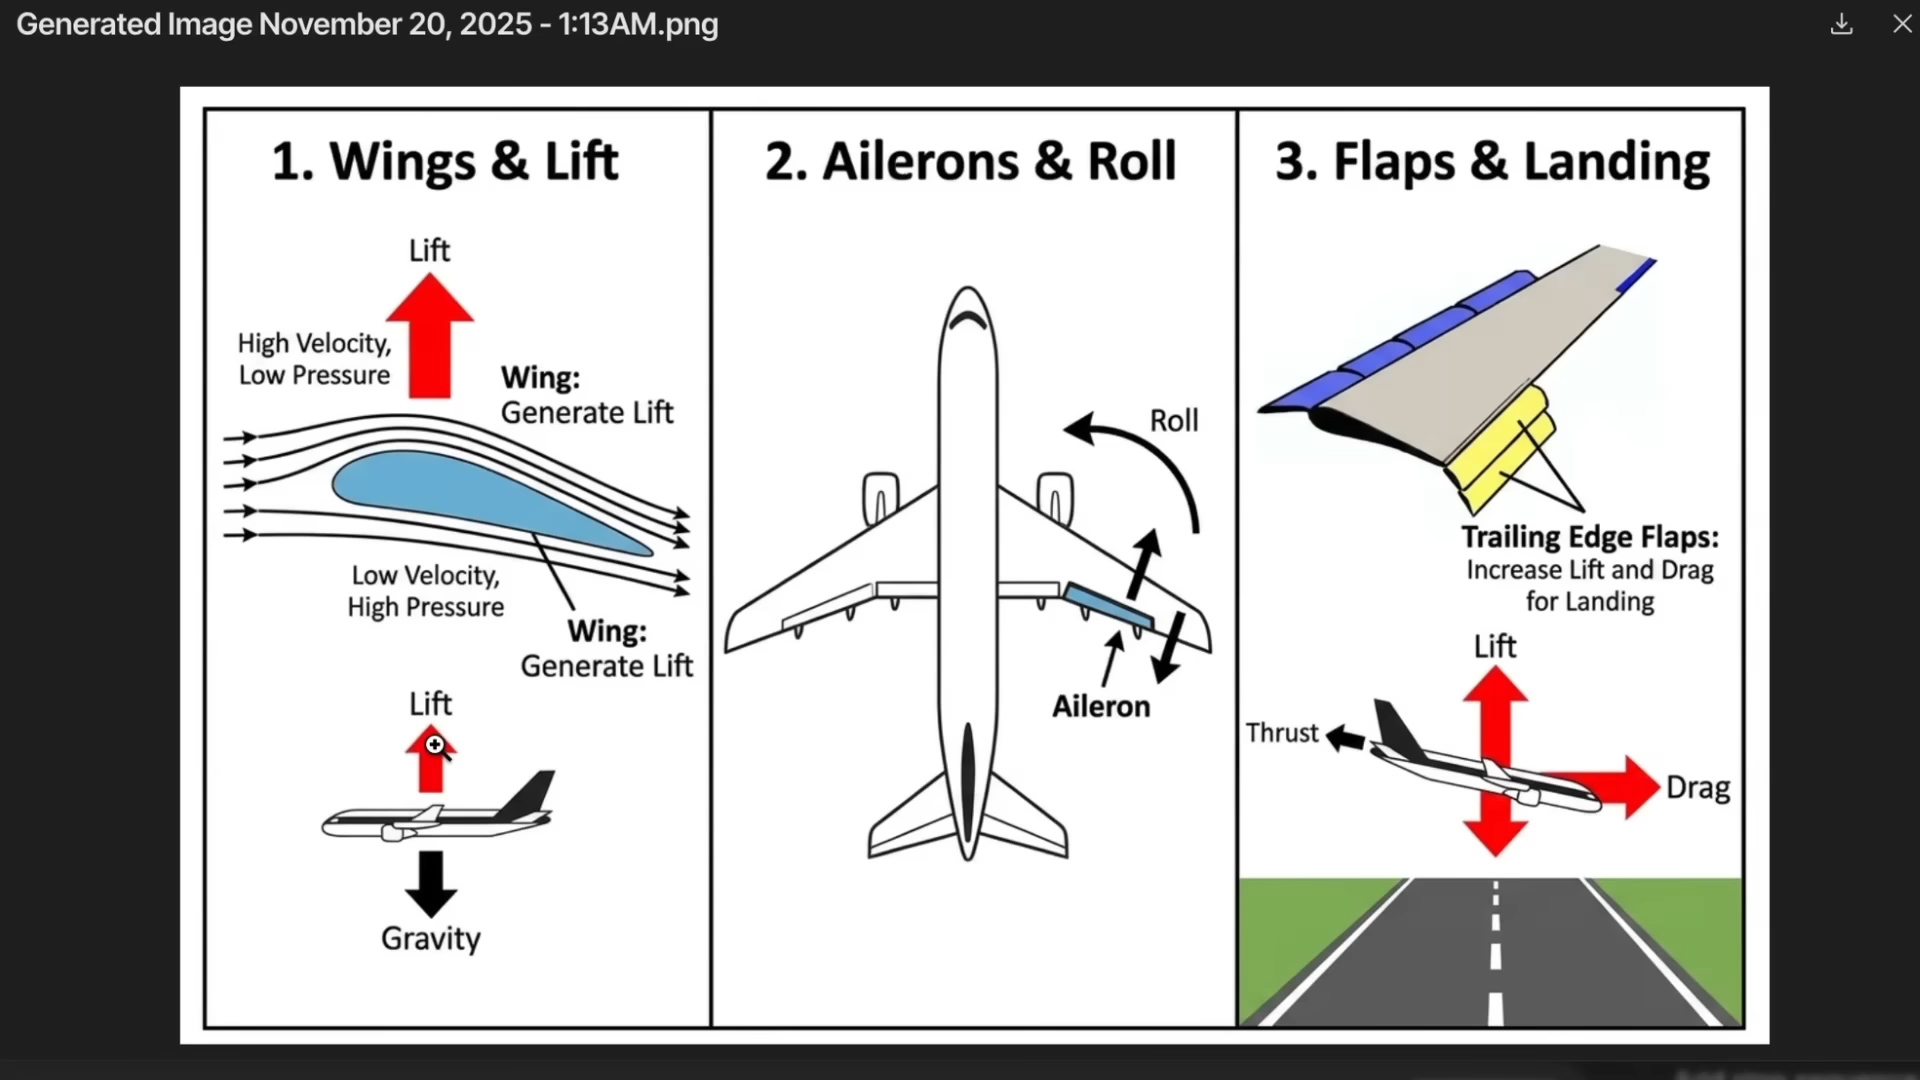 Generated Image November 20, 2025 - 1:13AM.png
1. Wings & Lift
Lift
High Velocity,
Low Pressure
Wing:
Generate Lift
Low Velocity,
High Pressure
Wing:
Generate Lift
Lift
Gravity
2. Ailerons & Roll
Roll
Aileron
3. Flaps & Landing
Trailing Edge Flaps:
Increase Lift and Drag
for Landing
Lift
Thrust
Drag